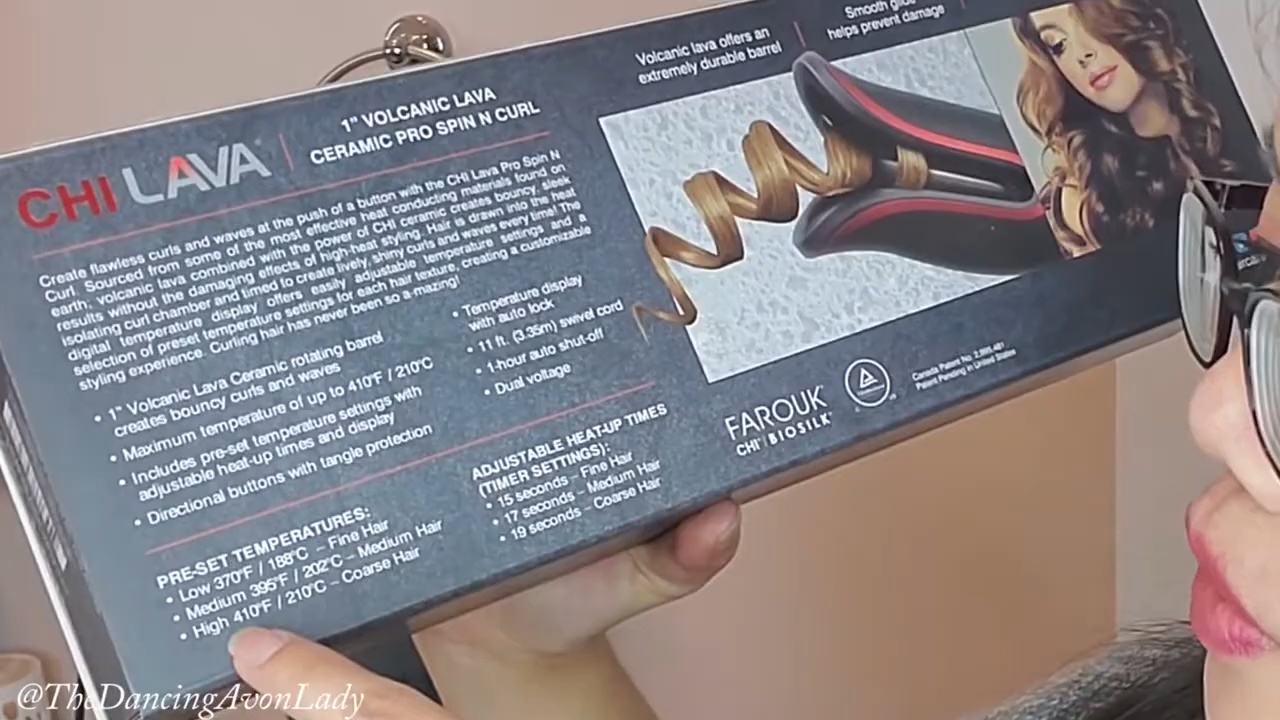 CHI LAVA
1" VOLCANIC LAVA
CERAMIC PRO SPIN N CURL
Create flawless curls and waves at the push of a button with the CHI Lava Pro Spin N
Curl. Sourced from some of the most effective heat conducting materials found on
earth, volcanic lava combined with the power of CHI ceramic creates bouncy, sleek
results without the damaging effects of high-heat styling. Hair is drawn into the heat
isolating curl chamber and timed to create lively, shiny curls and waves every time! The
digital temperature display offers easily adjustable temperature settings and a
selection of preset temperature settings for each hair texture, creating a customizable
styling experience. Curling hair has never been so a-mazing!
• 1" Volcanic Lava Ceramic rotating barrel
creates bouncy curls and waves
• Maximum temperature of up to 410°F / 210°C
• Includes pre-set temperature settings with
adjustable heat-up times and display
• Directional buttons with tangle protection
• Temperature display
with auto lock
• 11 ft. (3.35m) swivel cord
• 1-hour auto shut-off
• Dual voltage
PRE-SET TEMPERATURES:
• Low 370°F / 188°C – Fine Hair
• Medium 395°F / 202°C – Medium Hair
• High 410°F / 210°C – Coarse Hair
ADJUSTABLE HEAT-UP TIMES
(TIMER SETTINGS):
• 15 seconds – Fine Hair
• 17 seconds – Medium Hair
• 19 seconds – Coarse Hair
Volcanic lava offers an
extremely durable barrel
Smooth glide
helps prevent damage
FAROUK
CHI BIOSILK
Canada Patent No. 2,895,481
Patent Pending in United States
@TheDancingAvonLady